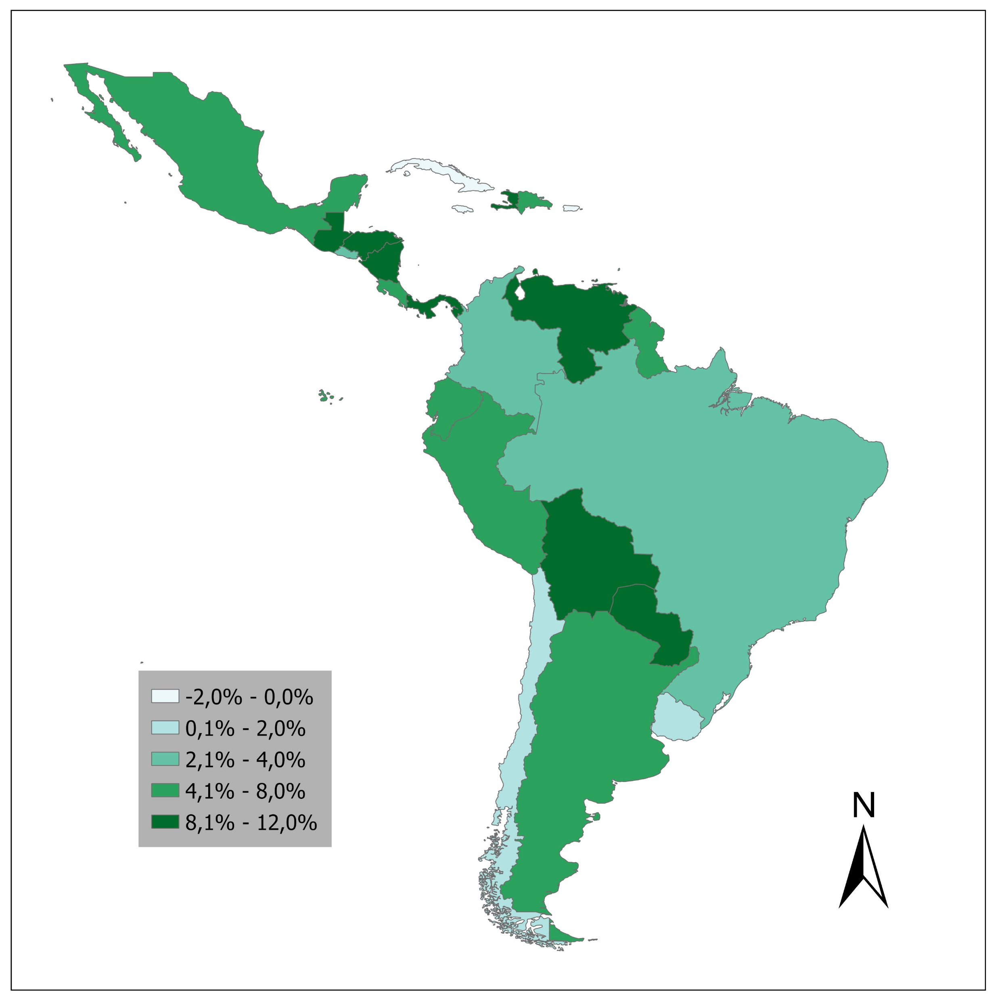 -2,0% - 0,0%
0,1% - 2,0%
2,1% - 4,0%
4,1% - 8,0%
8,1% - 12,0%
N